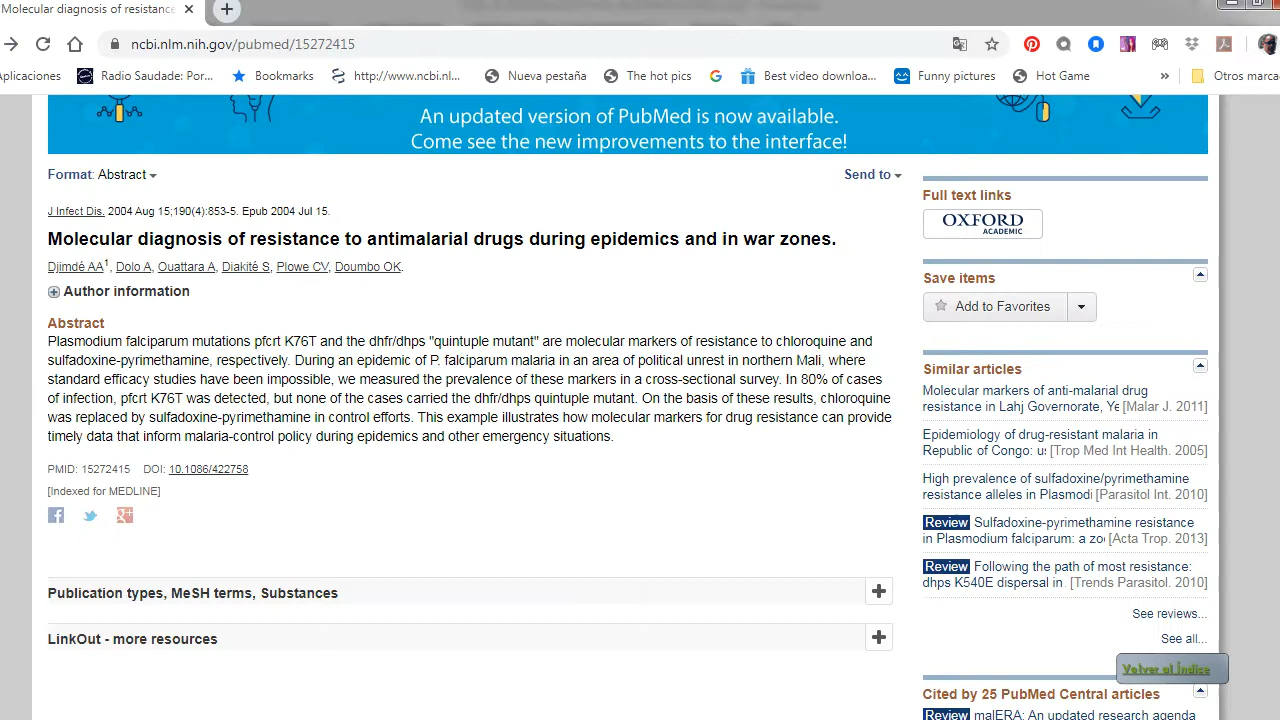 Molecular diagnosis of resistance
ncbi.nlm.nih.gov/pubmed/15272415
Aplicaciones
Radio Saudade: Por...
Bookmarks
http://www.ncbi.nl...
Nueva pestaña
The hot pics
Best video downloa...
Funny pictures
Hot Game
»
Otros marca
An updated version of PubMed is now available.
Come see the new improvements to the interface!
Format: Abstract
Send to
J Infect Dis. 2004 Aug 15;190(4):853-5. Epub 2004 Jul 15.
Molecular diagnosis of resistance to antimalarial drugs during epidemics and in war zones.
Djimdé AA1, Dolo A, Ouattara A, Diakité S, Plowe CV, Doumbo OK.
Author information
Abstract
Plasmodium falciparum mutations pfcrt K76T and the dhfr/dhps "quintuple mutant" are molecular markers of resistance to chloroquine and
sulfadoxine-pyrimethamine, respectively. During an epidemic of P. falciparum malaria in an area of political unrest in northern Mali, where
standard efficacy studies have been impossible, we measured the prevalence of these markers in a cross-sectional survey. In 80% of cases
of infection, pfcrt K76T was detected, but none of the cases carried the dhfr/dhps quintuple mutant. On the basis of these results, chloroquine
was replaced by sulfadoxine-pyrimethamine in control efforts. This example illustrates how molecular markers for drug resistance can provide
timely data that inform malaria-control policy during epidemics and other emergency situations.
PMID: 15272415 DOI: 10.1086/422758
[Indexed for MEDLINE]
Publication types, MeSH terms, Substances
LinkOut - more resources
Full text links
OXFORD
ACADEMIC
Save items
Add to Favorites
Similar articles
Molecular markers of anti-malarial drug
resistance in Lahj Governorate, Ye [Malar J. 2011]
Epidemiology of drug-resistant malaria in
Republic of Congo: u: [Trop Med Int Health. 2005]
High prevalence of sulfadoxine/pyrimethamine
resistance alleles in Plasmodi [Parasitol Int. 2010]
Review Sulfadoxine-pyrimethamine resistance
in Plasmodium falciparum: a zo [Acta Trop. 2013]
Review Following the path of most resistance:
dhps K540E dispersal in [Trends Parasitol. 2010]
See reviews...
See all...
Volver al Índice
Cited by 25 PubMed Central articles
Review malERA: An updated research agenda